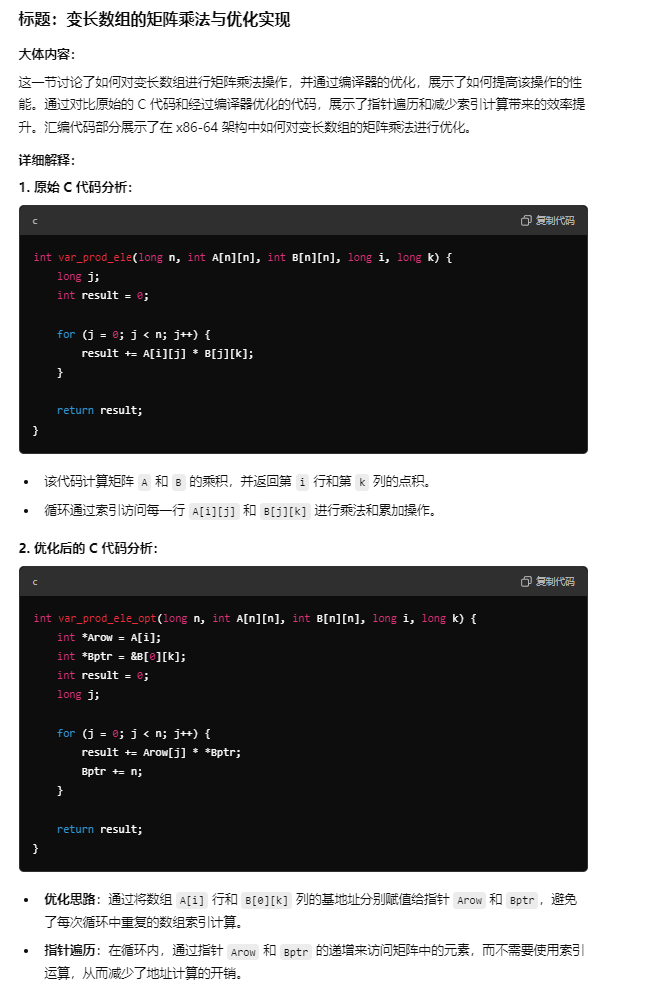 标题：变长数组的矩阵乘法与优化实现
大体内容：
这一节讨论了如何对变长数组进行矩阵乘法操作，并通过编译器的优化，展示了如何提高该操作的性
能。通过对比原始的 C 代码和经过编译器优化的代码，展示了指针遍历和减少索引计算带来的效率提
升。汇编代码部分展示了在 x86-64 架构中如何对变长数组的矩阵乘法进行优化。
详细解释：
1. 原始 C 代码分析：
c 复制代码
int var_prod_ele(long n, int A[n][n], int B[n][n], long i, long k) {
    long j;
    int result = 0;
    for (j = 0; j < n; j++) {
        result += A[i][j] * B[j][k];
    }
    return result;
}
• 该代码计算矩阵 A 和 B 的乘积，并返回第 i 行和第 k 列的点积。
• 循环通过索引访问每一行 A[i][j] 和 B[j][k] 进行乘法和累加操作。
2. 优化后的 C 代码分析：
c 复制代码
int var_prod_ele_opt(long n, int A[n][n], int B[n][n], long i, long k) {
    int *Arow = A[i];
    int *Bptr = &B[0][k];
    int result = 0;
    long j;
    for (j = 0; j < n; j++) {
        result += Arow[j] * *Bptr;
        Bptr += n;
    }
    return result;
}
• 优化思路：通过将数组 A[i] 行和 B[0][k] 列的基地址分别赋值给指针 Arow 和 Bptr，避免
了每次循环中重复的数组索引计算。
• 指针遍历：在循环内，通过指针 Arow 和 Bptr 的递增来访问矩阵中的元素，而不需要使用索引
运算，从而减少了地址计算的开销。